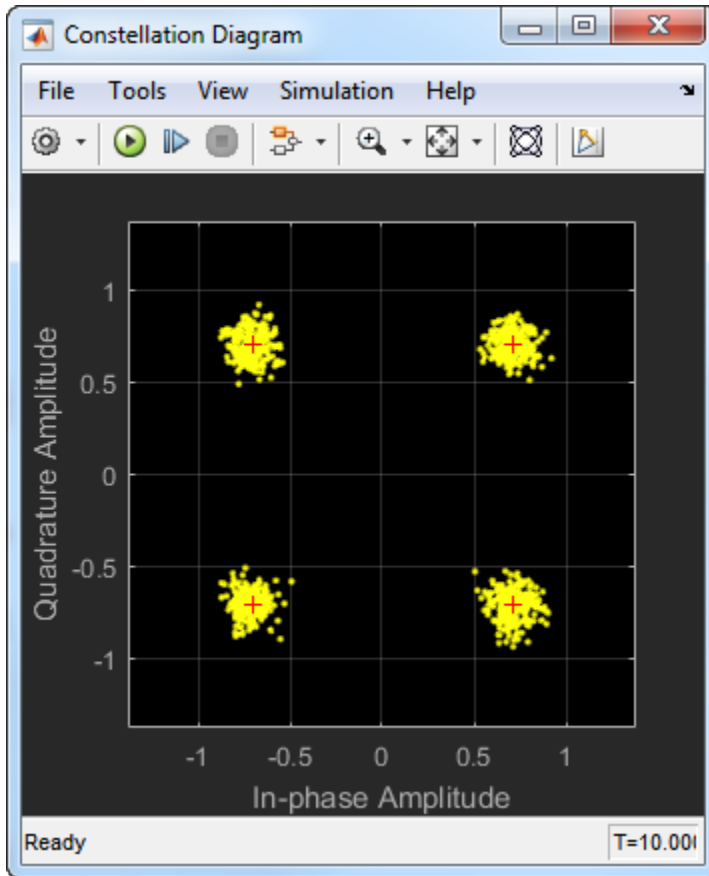 Constellation Diagram
File Tools View Simulation Help
Quadrature Amplitude
1
0.5
0
-0.5
-1
-1 -0.5 0 0.5 1
In-phase Amplitude
Ready T=10.00